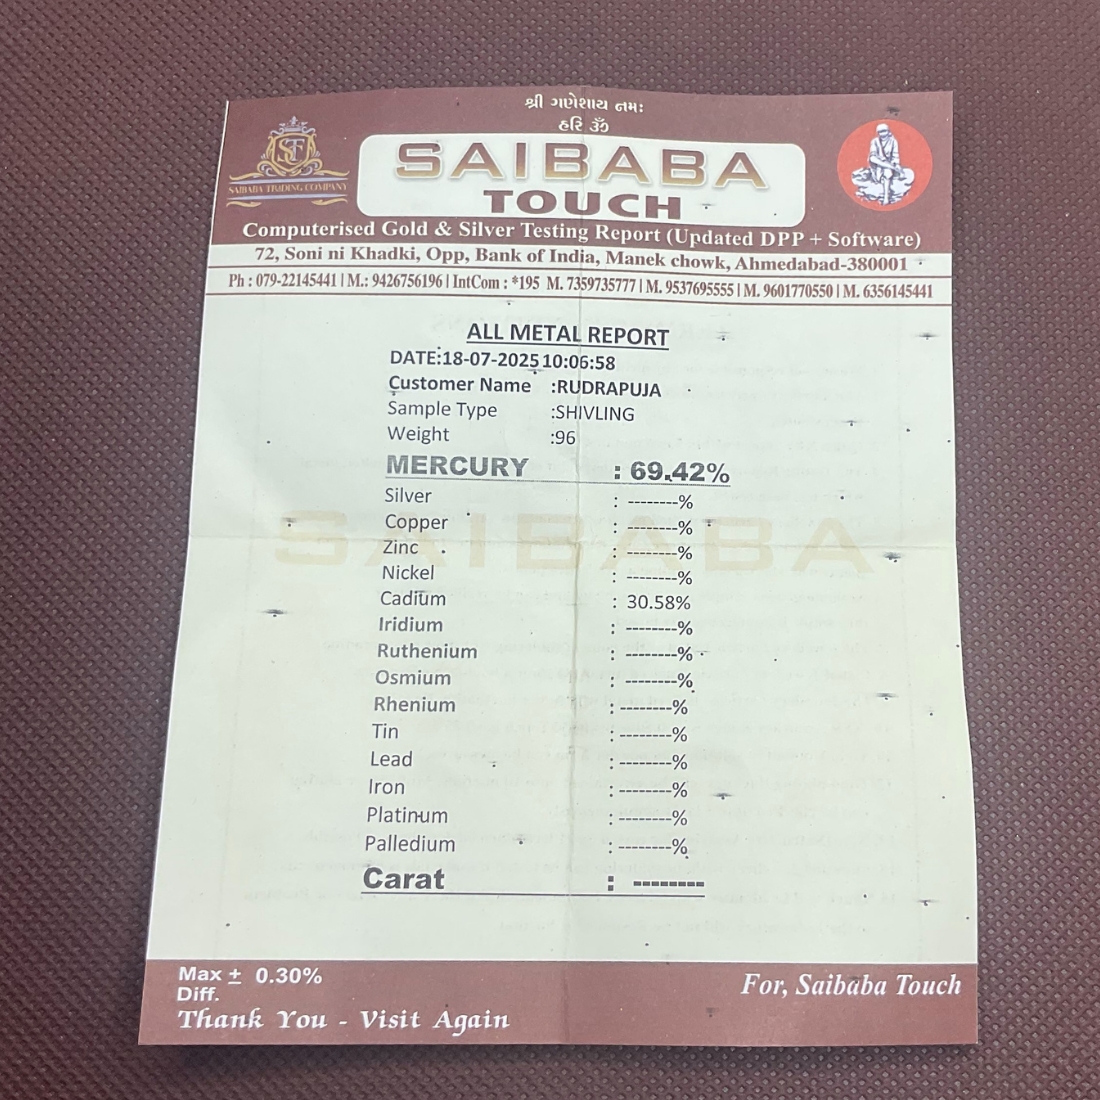 શ્રી ગણેશાય નમઃ
હરિ ૐ
ST
SAIBABA TRADING COMPANY
SAIBABA
TOUCH
Computerised Gold & Silver Testing Report (Updated DPP + Software)
72, Soni ni Khadki, Opp, Bank of India, Manek chowk, Ahmedabad-380001
Ph : 079-22145441 | M.: 9426756196 | IntCom : *195 M. 7359735777 | M. 9537695555 | M. 9601770550 | M. 6356145441
ALL METAL REPORT
DATE:18-07-2025 10:06:58
Customer Name :RUDRAPUJA
Sample Type :SHIVLING
Weight :96
MERCURY : 69.42%
Silver : --------%
Copper : --------%
Zinc : --------%
Nickel : --------%
Cadium : 30.58%
Iridium : --------%
Ruthenium : --------%
Osmium : --------%
Rhenium : --------%
Tin : --------%
Lead : --------%
Iron : --------%
Platinum : --------%
Palledium : --------%
Carat : --------
SAIBABA
Max ± 0.30%
Diff.
For, Saibaba Touch
Thank You - Visit Again